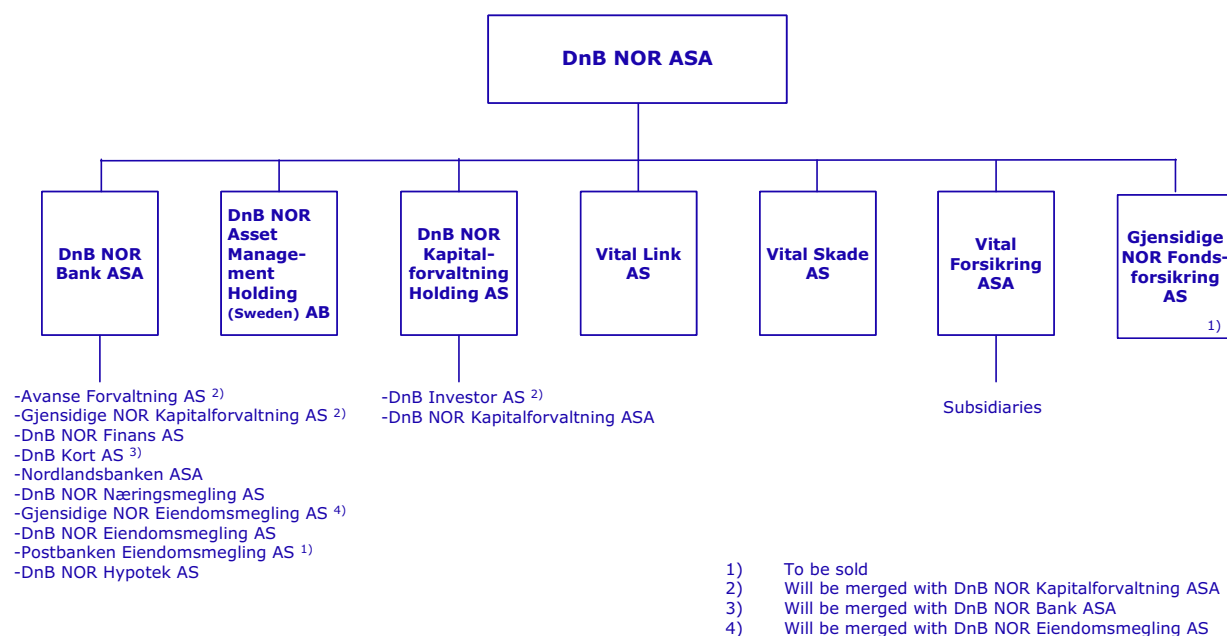 DnB NOR ASA
DnB NOR
Bank ASA
DnB NOR
Asset
Manage-
ment
Holding
(Sweden) AB
DnB NOR
Kapital-
forvaltning
Holding AS
Vital Link
AS
Vital Skade
AS
Vital
Forsikring
ASA
Gjensidige
NOR Fonds-
forsikring
AS
1)
-Avanse Forvaltning AS 2)
-Gjensidige NOR Kapitalforvaltning AS 2)
-DnB NOR Finans AS
-DnB Kort AS 3)
-Nordlandsbanken ASA
-DnB NOR Næringsmegling AS
-Gjensidige NOR Eiendomsmegling AS 4)
-DnB NOR Eiendomsmegling AS
-Postbanken Eiendomsmegling AS 1)
-DnB NOR Hypotek AS
-DnB Investor AS 2)
-DnB NOR Kapitalforvaltning ASA
Subsidiaries
1) To be sold
2) Will be merged with DnB NOR Kapitalforvaltning ASA
3) Will be merged with DnB NOR Bank ASA
4) Will be merged with DnB NOR Eiendomsmegling AS